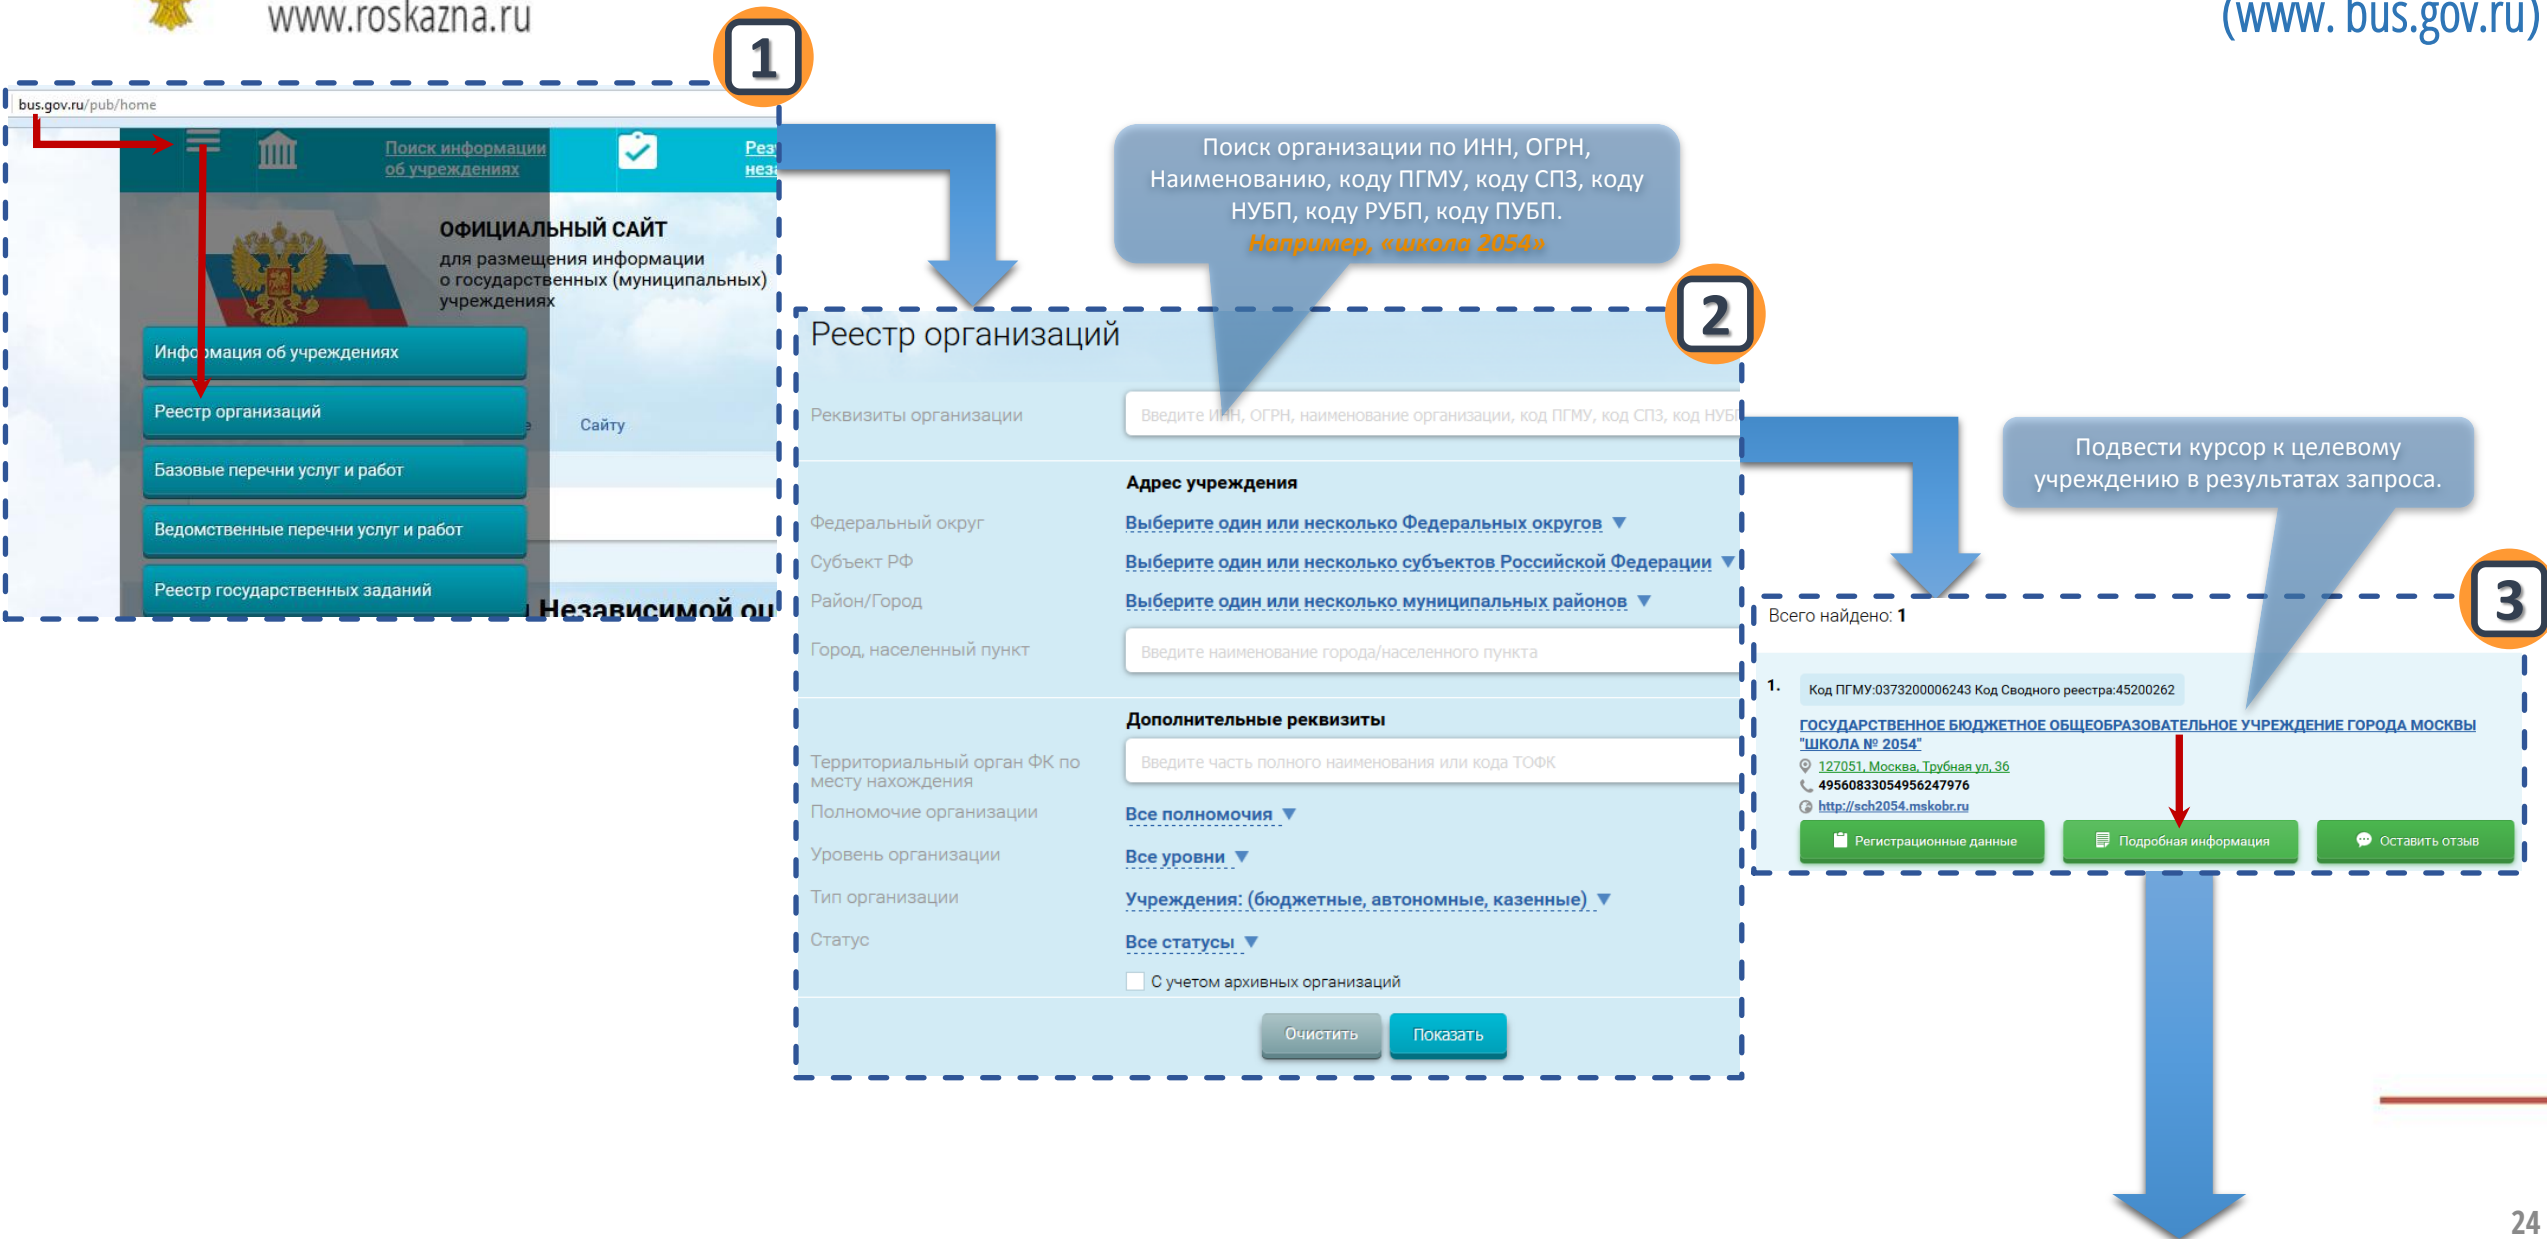 www.roskazna.ru
(www. bus.gov.ru)
1
bus.gov.ru/pub/home
Поиск информации
об учреждениях
Рез
неза
ОФИЦИАЛЬНЫЙ САЙТ
для размещения информации
о государственных (муниципальных)
учреждениях
Информация об учреждениях
Реестр организаций
Сайту
Базовые перечни услуг и работ
Ведомственные перечни услуг и работ
Реестр государственных заданий
Независимой оц
Поиск организации по ИНН, ОГРН,
Наименованию, коду ПГМУ, коду СПЗ, коду
НУБП, коду РУБП, коду ПУБП.
Например, «школа 2054»
2
Реестр организаций
Реквизиты организации
Введите ИНН, ОГРН, наименование организации, код ПГМУ, код СПЗ, код НУБП
Адрес учреждения
Федеральный округ
Выберите один или несколько Федеральных округов
Субъект РФ
Выберите один или несколько субъектов Российской Федерации
Район/Город
Выберите один или несколько муниципальных районов
Город, населенный пункт
Введите наименование города/населенного пункта
Дополнительные реквизиты
Территориальный орган ФК по
месту нахождения
Введите часть полного наименования или кода ТОФК
Полномочие организации
Все полномочия
Уровень организации
Все уровни
Тип организации
Учреждения: (бюджетные, автономные, казенные)
Статус
Все статусы
С учетом архивных организаций
Очистить
Показать
Подвести курсор к целевому
учреждению в результатах запроса.
3
Всего найдено: 1
1.
Код ПГМУ:0373200006243 Код Сводного реестра:45200262
ГОСУДАРСТВЕННОЕ БЮДЖЕТНОЕ ОБЩЕОБРАЗОВАТЕЛЬНОЕ УЧРЕЖДЕНИЕ ГОРОДА МОСКВЫ
"ШКОЛА № 2054"
127051, Москва, Трубная ул, 36
49560833054956247976
http://sch2054.mskobr.ru
Регистрационные данные
Подробная информация
Оставить отзыв
24